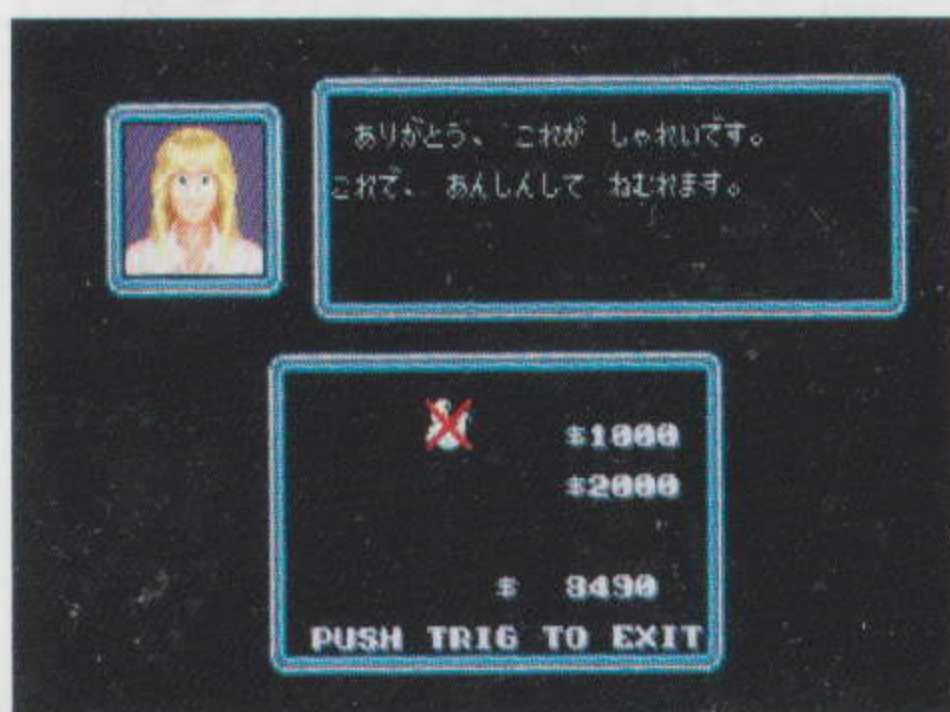 ありがとう、 これが しゃれいです。
これで、 あんしんして ねむれます。
$1000
$2000
$ 8490
PUSH TRIG TO EXIT